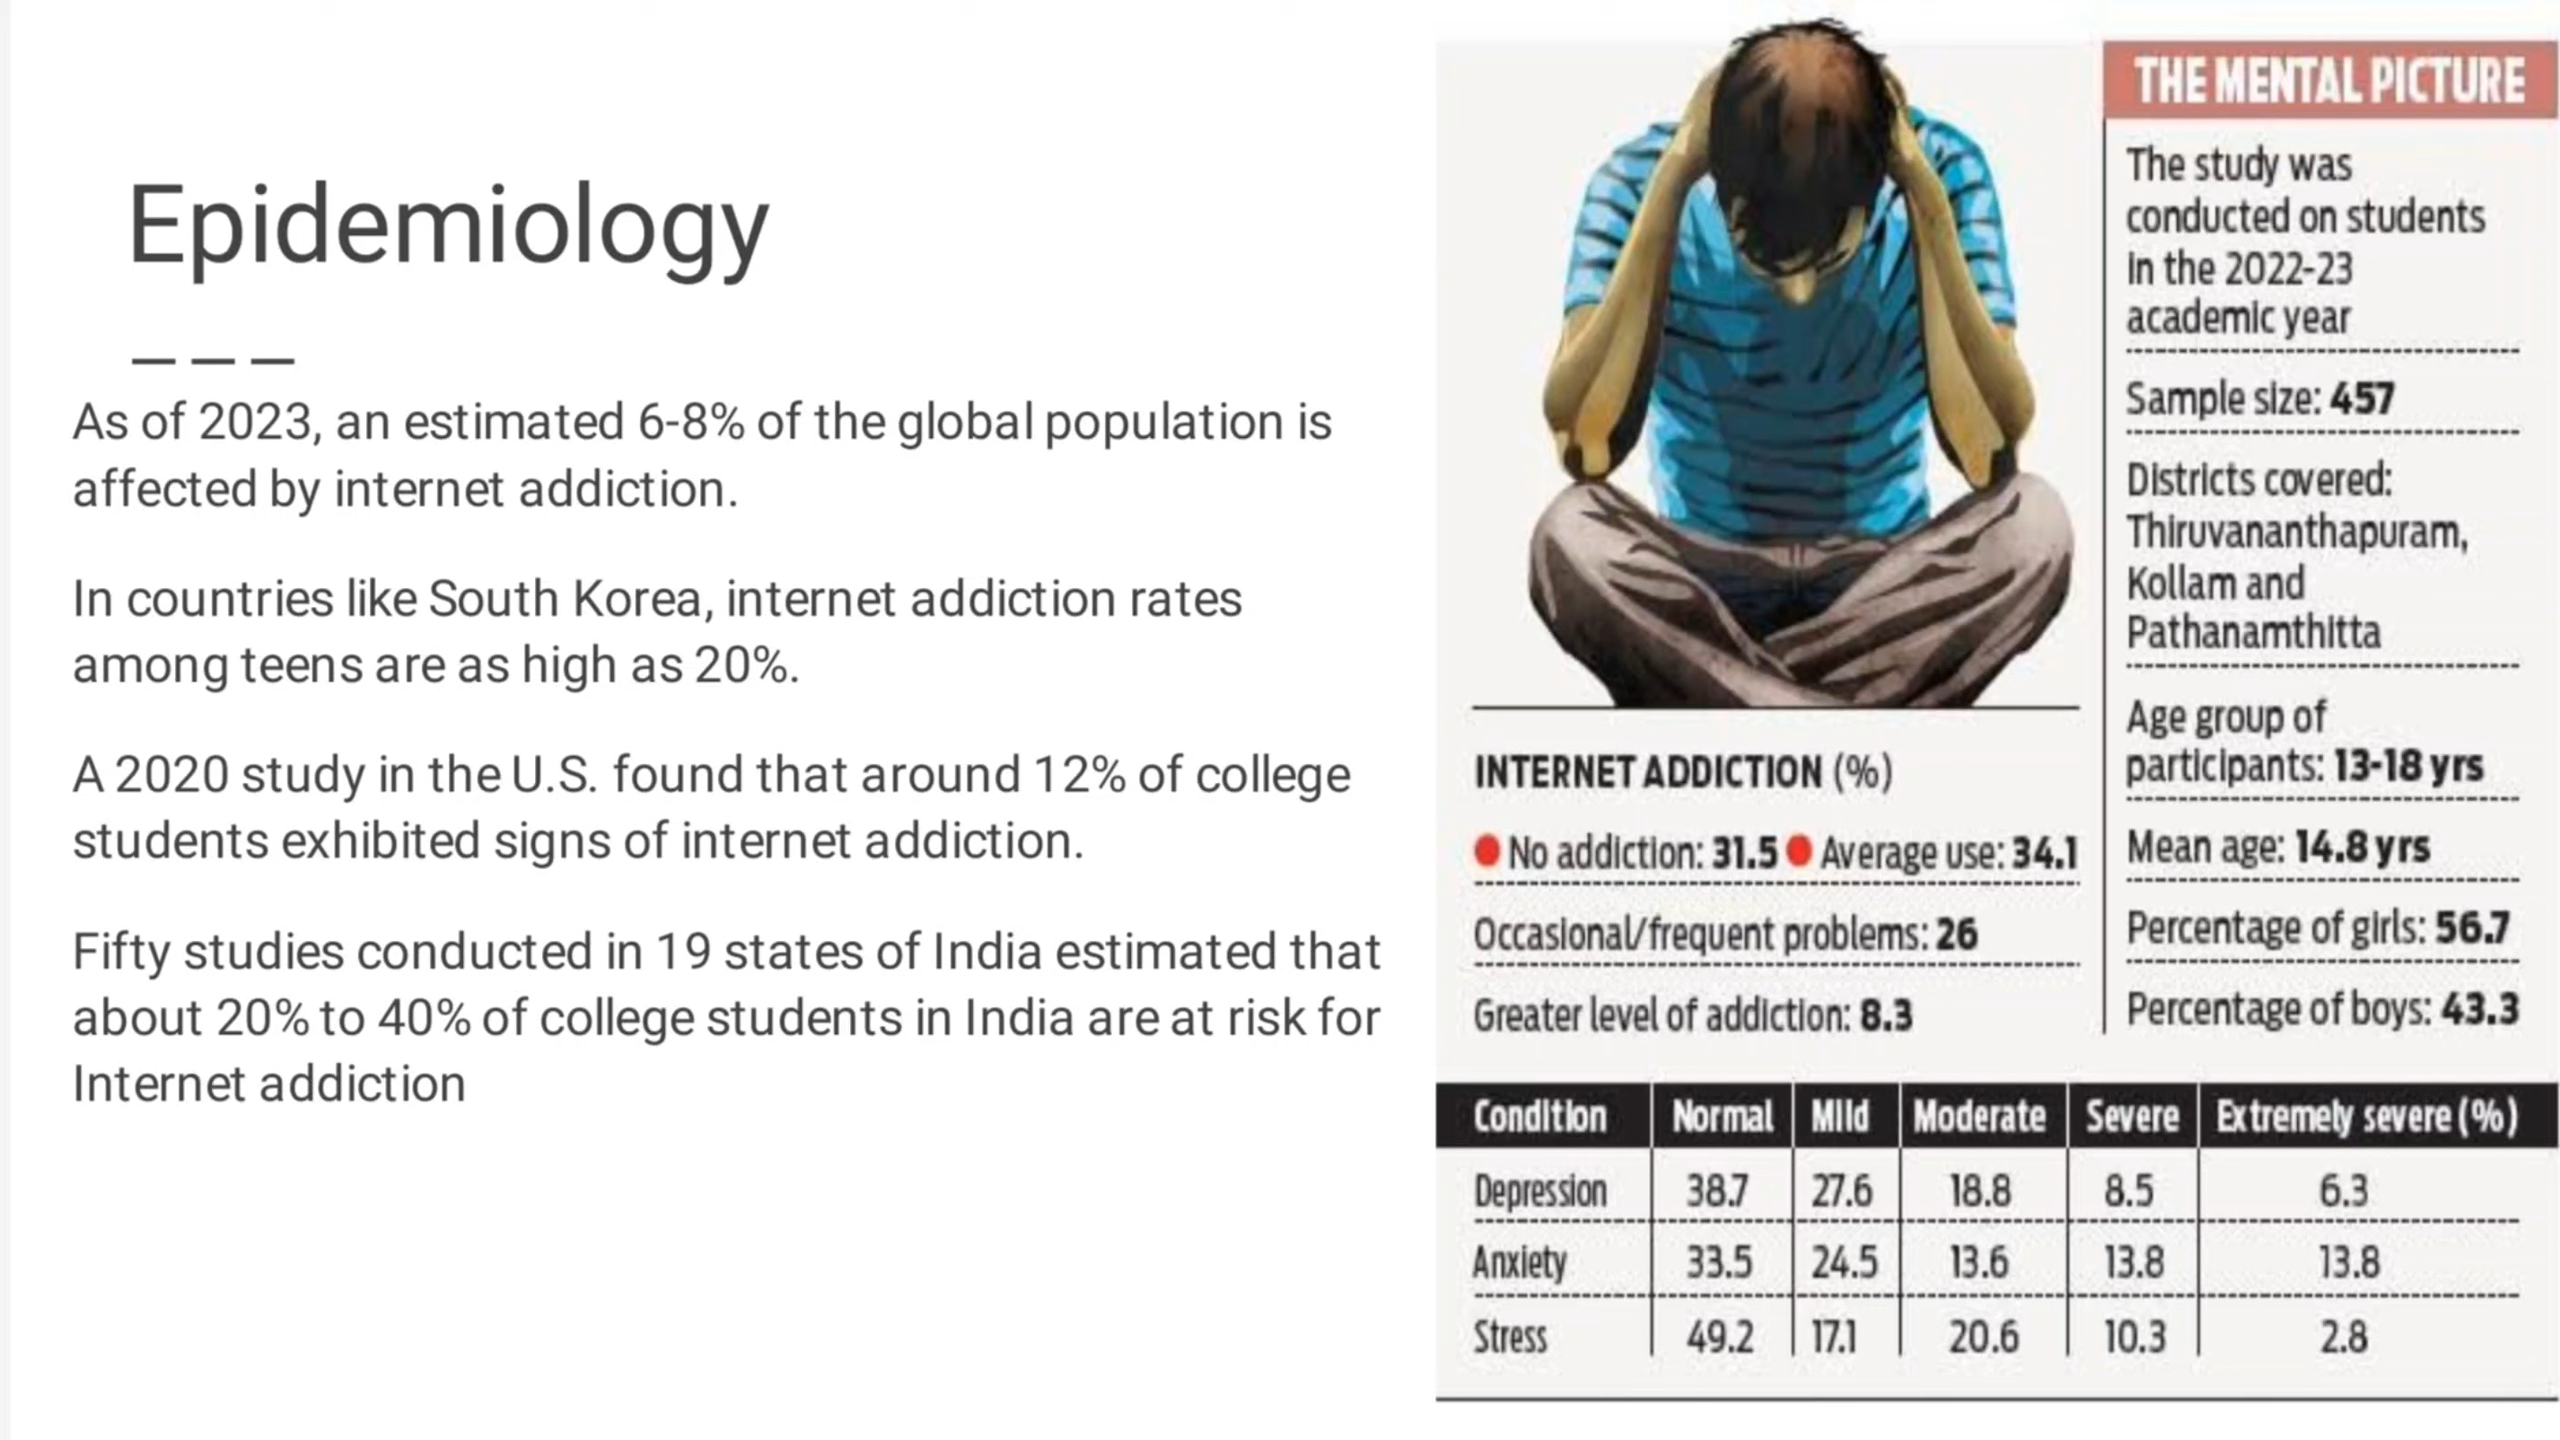 Epidemiology
As of 2023, an estimated 6-8% of the global population is
affected by internet addiction.
In countries like South Korea, internet addiction rates
among teens are as high as 20%.
A 2020 study in the U.S. found that around 12% of college
students exhibited signs of internet addiction.
Fifty studies conducted in 19 states of India estimated that
about 20% to 40% of college students in India are at risk for
Internet addiction
THE MENTAL PICTURE
The study was
conducted on students
in the 2022-23
academic year
Sample size: 457
Districts covered:
Thiruvananthapuram,
Kollam and
Pathanamthitta
Age group of
participants: 13-18 yrs
Mean age: 14.8 yrs
Percentage of girls: 56.7
Percentage of boys: 43.3
INTERNET ADDICTION (%)
No addiction: 31.5 Average use: 34.1
Occasional/frequent problems: 26
Greater level of addiction: 8.3
Condition Normal Mild Moderate Severe Extremely severe (%)
Depression 38.7 27.6 18.8 8.5 6.3
Anxiety 33.5 24.5 13.6 13.8 13.8
Stress 49.2 17.1 20.6 10.3 2.8